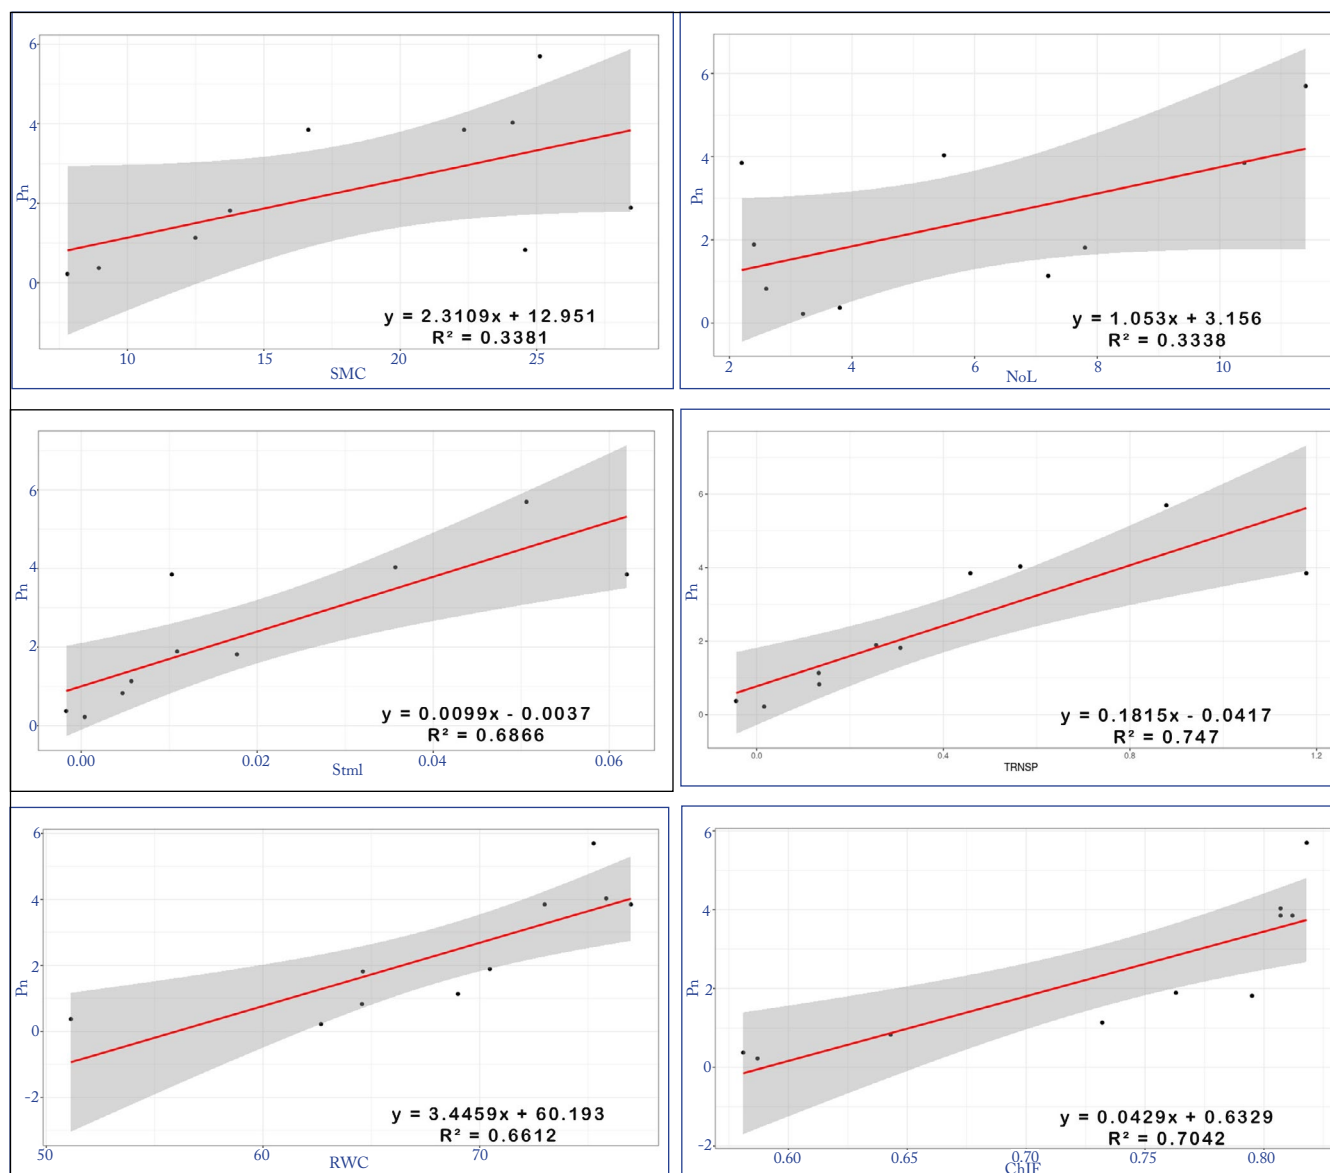 6
4
Pn
2
0
y = 2.3109x + 12.951
R² = 0.3381
10 15 20 25
SMC
6
4
Pn
2
0
y = 1.053x + 3.156
R² = 0.3338
2 4 6 8 10
NoL
6
4
Pn
2
0
y = 0.0099x - 0.0037
R² = 0.6866
0.00 0.02 0.04 0.06
Stml
6
4
Pn
2
0
y = 0.1815x - 0.0417
R² = 0.747
0.0 0.4 0.8 1.2
TRNSP
6
4
Pn
2
0
-2
y = 3.4459x + 60.193
R² = 0.6612
50 60 70
RWC
6
4
Pn
2
0
-2
y = 0.0429x + 0.6329
R² = 0.7042
0.60 0.65 0.70 0.75 0.80
ChlF